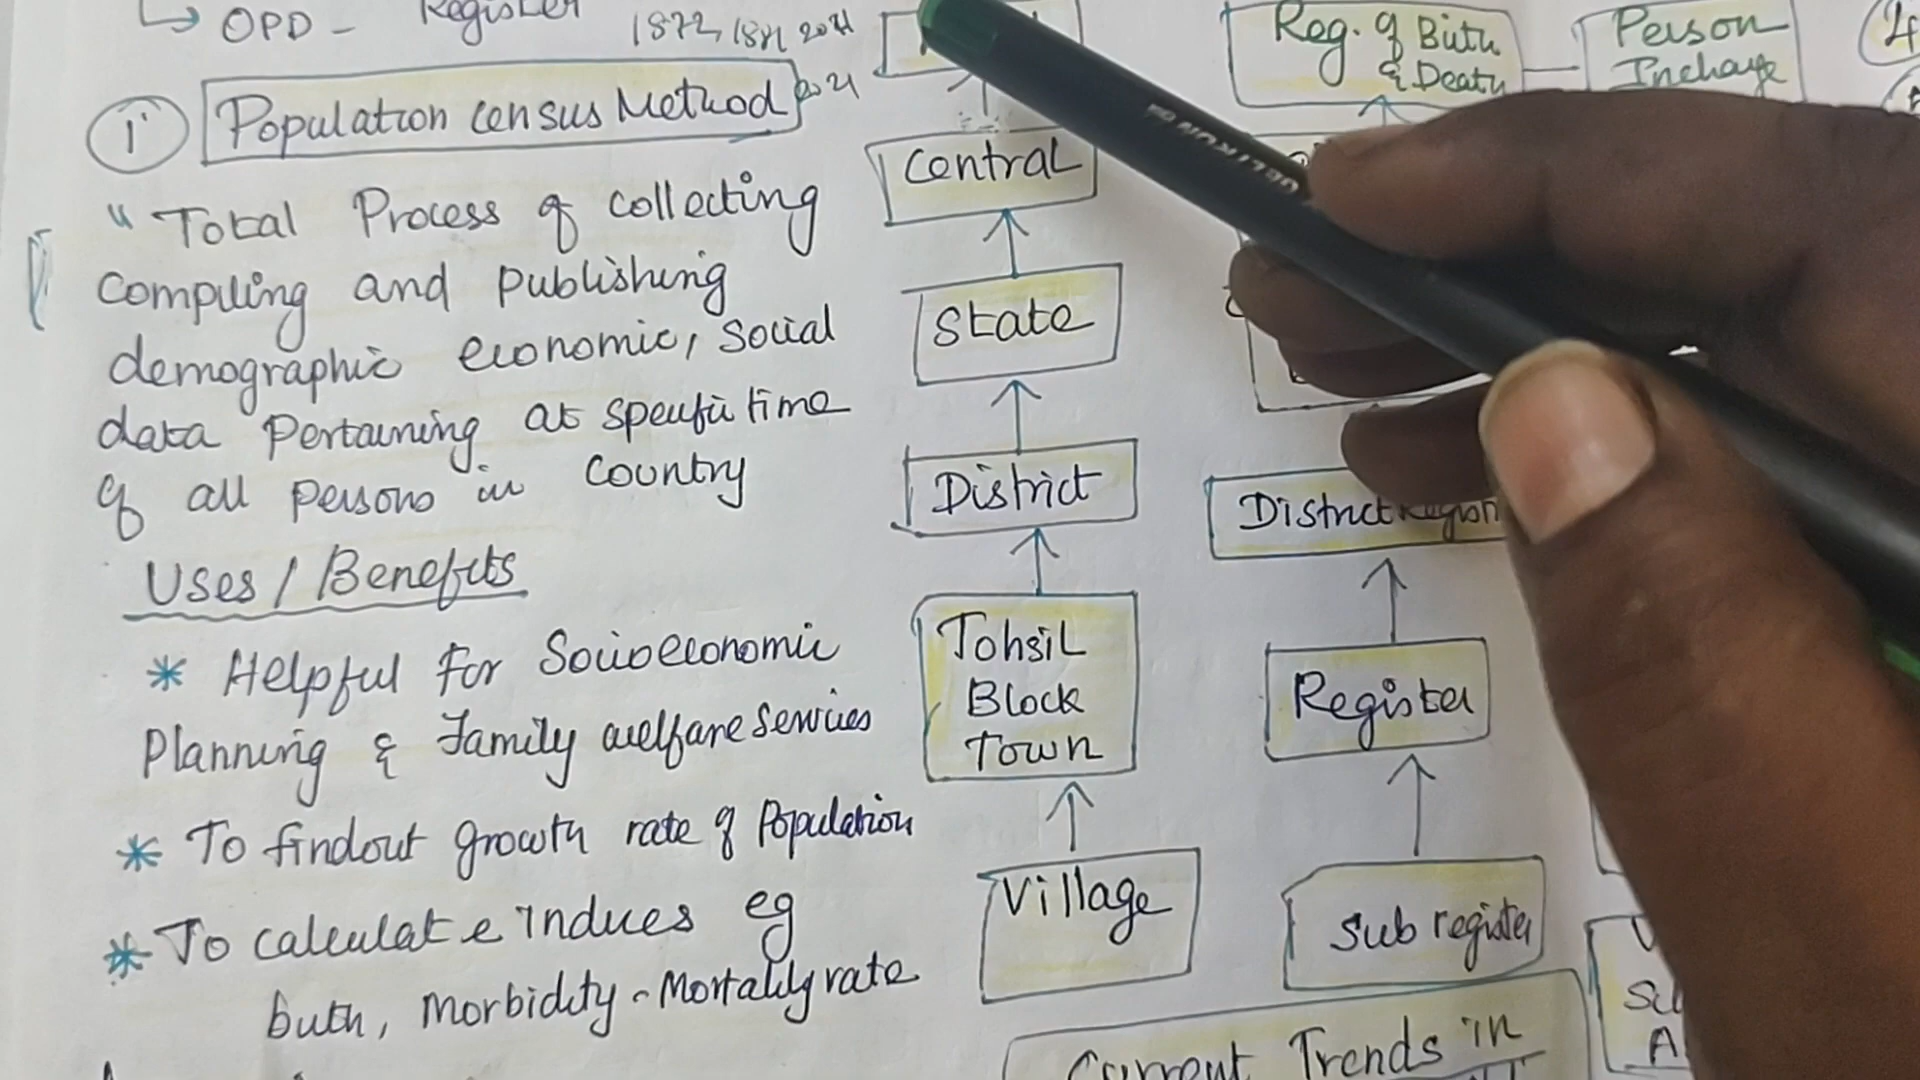 OPD - Register
1872, 1881 2011
2021
1 Population census Method
"Total Process of collecting
compiling and publishing
demographic economic, social
data pertaining at specific time
of all persons in country
Uses / Benefits
* Helpful for Socioeconomic
Planning & family welfare services
* To findout growth rate of Population
* To calculate indices eg
birth, Morbidity - Mortality rate
Central
State
District
Tohsil
Block
Town
Village
Reg. of Birth
& Death
Person
Incharge
District
Register
Sub register
Current Trends in